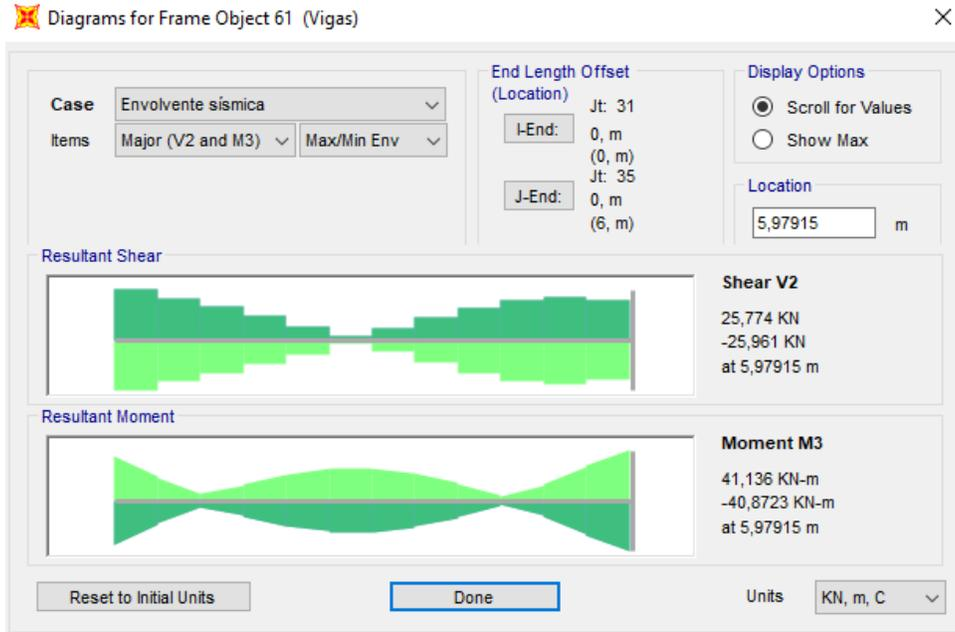 Diagrams for Frame Object 61 (Vigas)
Case
Envolvente sísmica
Items
Major (V2 and M3)
Max/Min Env
End Length Offset
(Location)
I-End:
Jt: 31
0, m
(0, m)
J-End:
Jt: 35
0, m
(6, m)
Display Options
Scroll for Values
Show Max
Location
5,97915
m
Resultant Shear
Shear V2
25,774 KN
-25,961 KN
at 5,97915 m
Resultant Moment
Moment M3
41,136 KN-m
-40,8723 KN-m
at 5,97915 m
Reset to Initial Units
Done
Units
KN, m, C